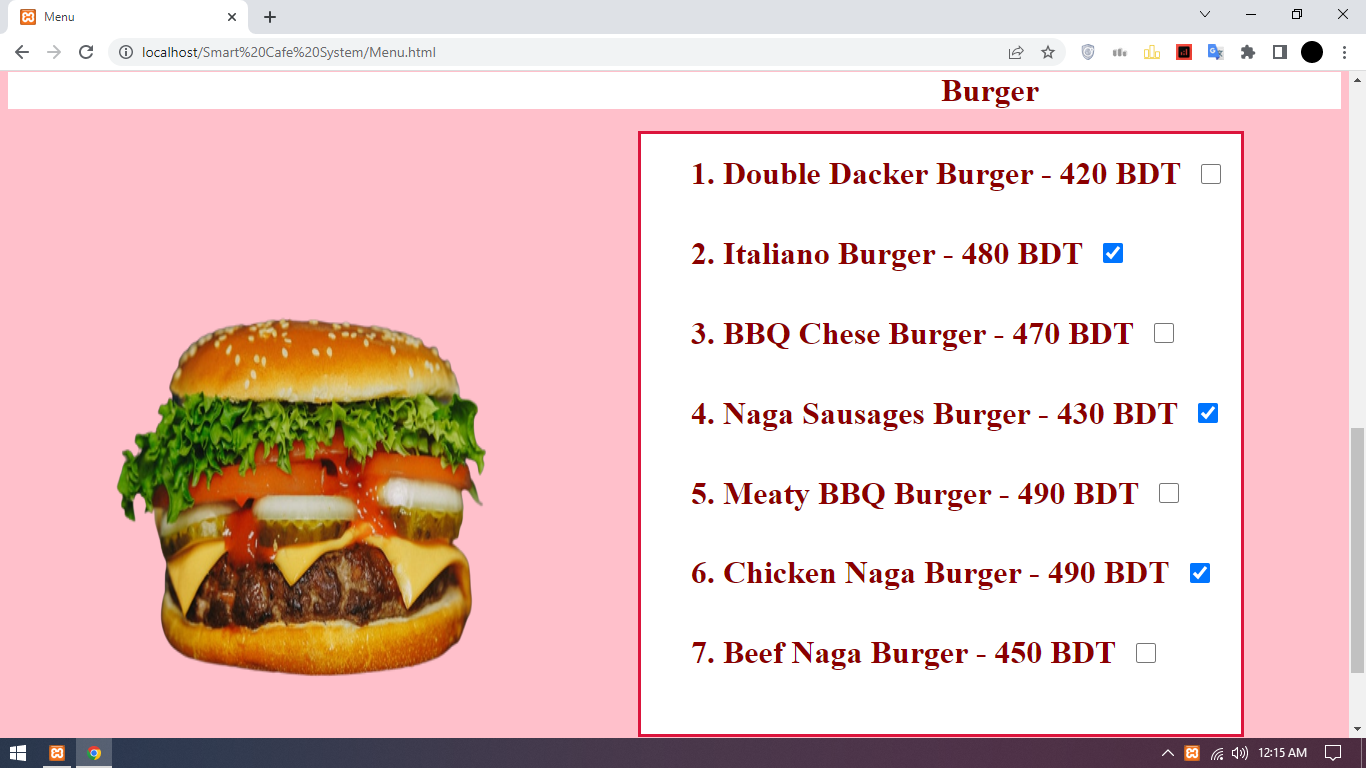 Menu
localhost/Smart%20Cafe%20System/Menu.html
Burger
1. Double Dacker Burger - 420 BDT
2. Italiano Burger - 480 BDT
3. BBQ Chese Burger - 470 BDT
4. Naga Sausages Burger - 430 BDT
5. Meaty BBQ Burger - 490 BDT
6. Chicken Naga Burger - 490 BDT
7. Beef Naga Burger - 450 BDT
12:15 AM